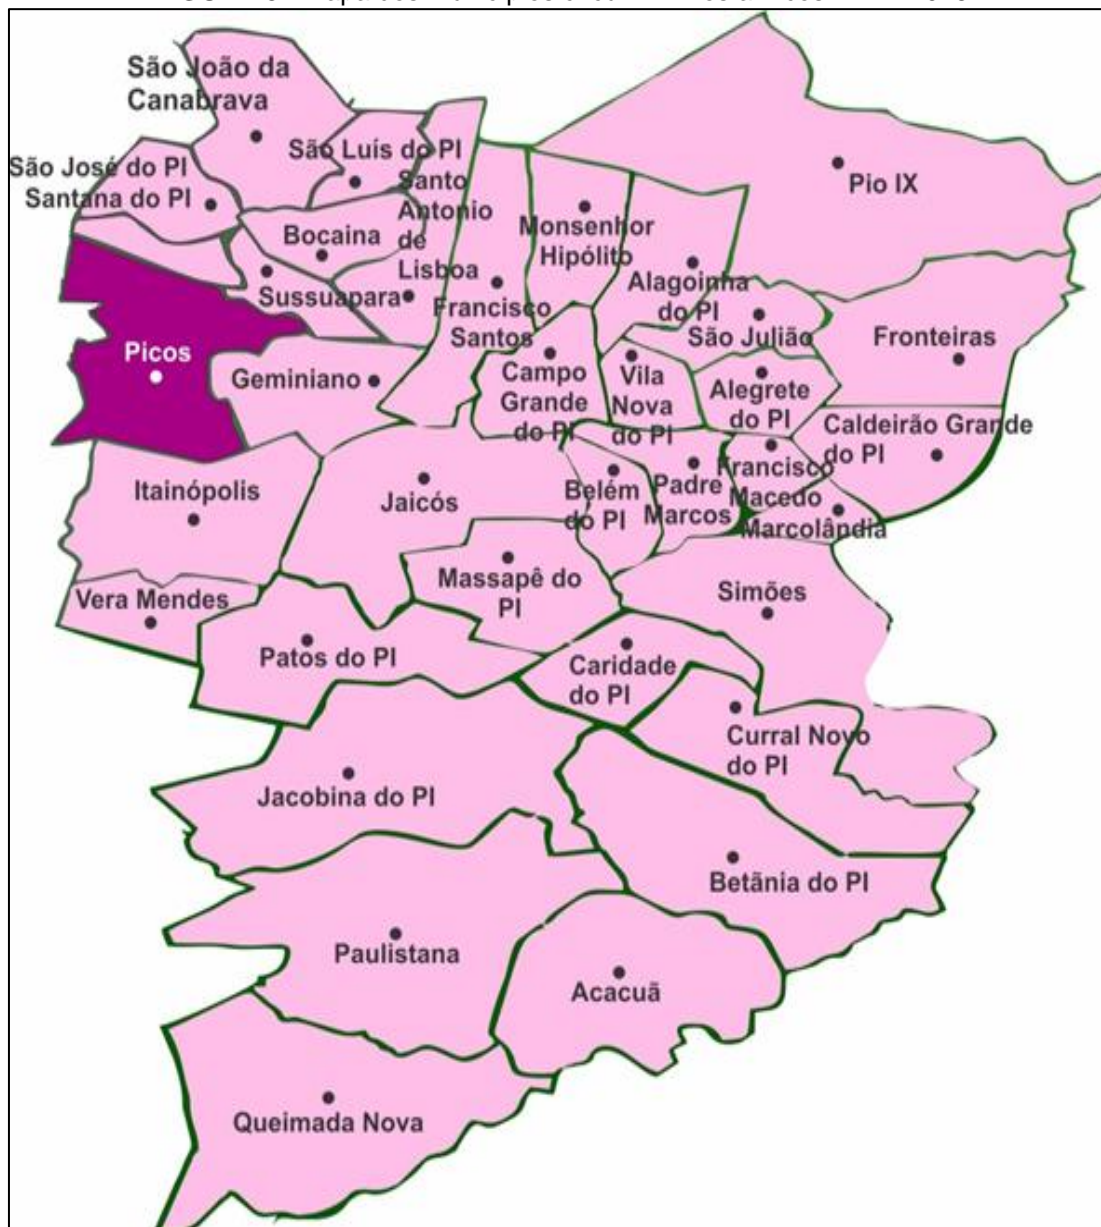 São João da
Canabrava
São José do PI
Santana do PI
São Luís do PI
Santo
Antonio
de
Lisboa
Bocaina
Sussuapara
Monsenhor
Hipólito
Pio IX
Alagoinha
do PI
Francisco
Santos
São Julião
Fronteiras
Picos
Geminiano
Campo
Grande
do PI
Vila
Nova
do PI
Alegrete
do PI
Caldeirão Grande
do PI
Itainópolis
Jaicós
Belém
do PI
Padre
Marcos
Francisco
Macedo
Marcolândia
Massapê do
PI
Simões
Vera Mendes
Patos do PI
Caridade
do PI
Curral Novo
do PI
Jacobina do PI
Betãnia do PI
Paulistana
Acacuã
Queimada Nova